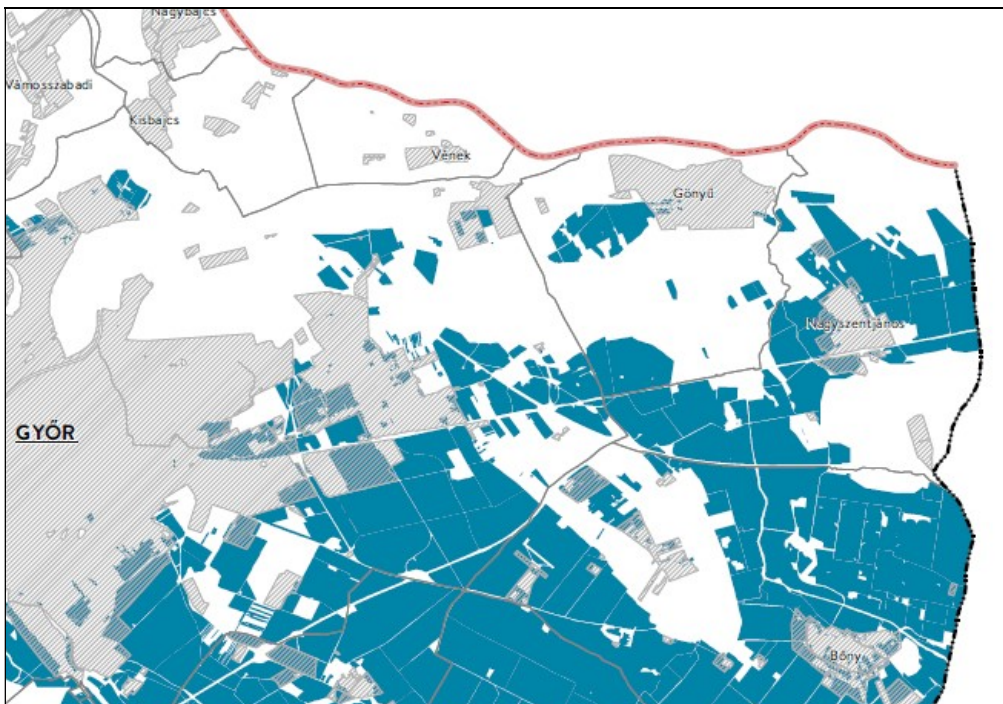 Nagybajcs
Vámosszabadi
Kisbajcs
Vének
Gönyű
Nagyszentjános
GYŐR
Bőny